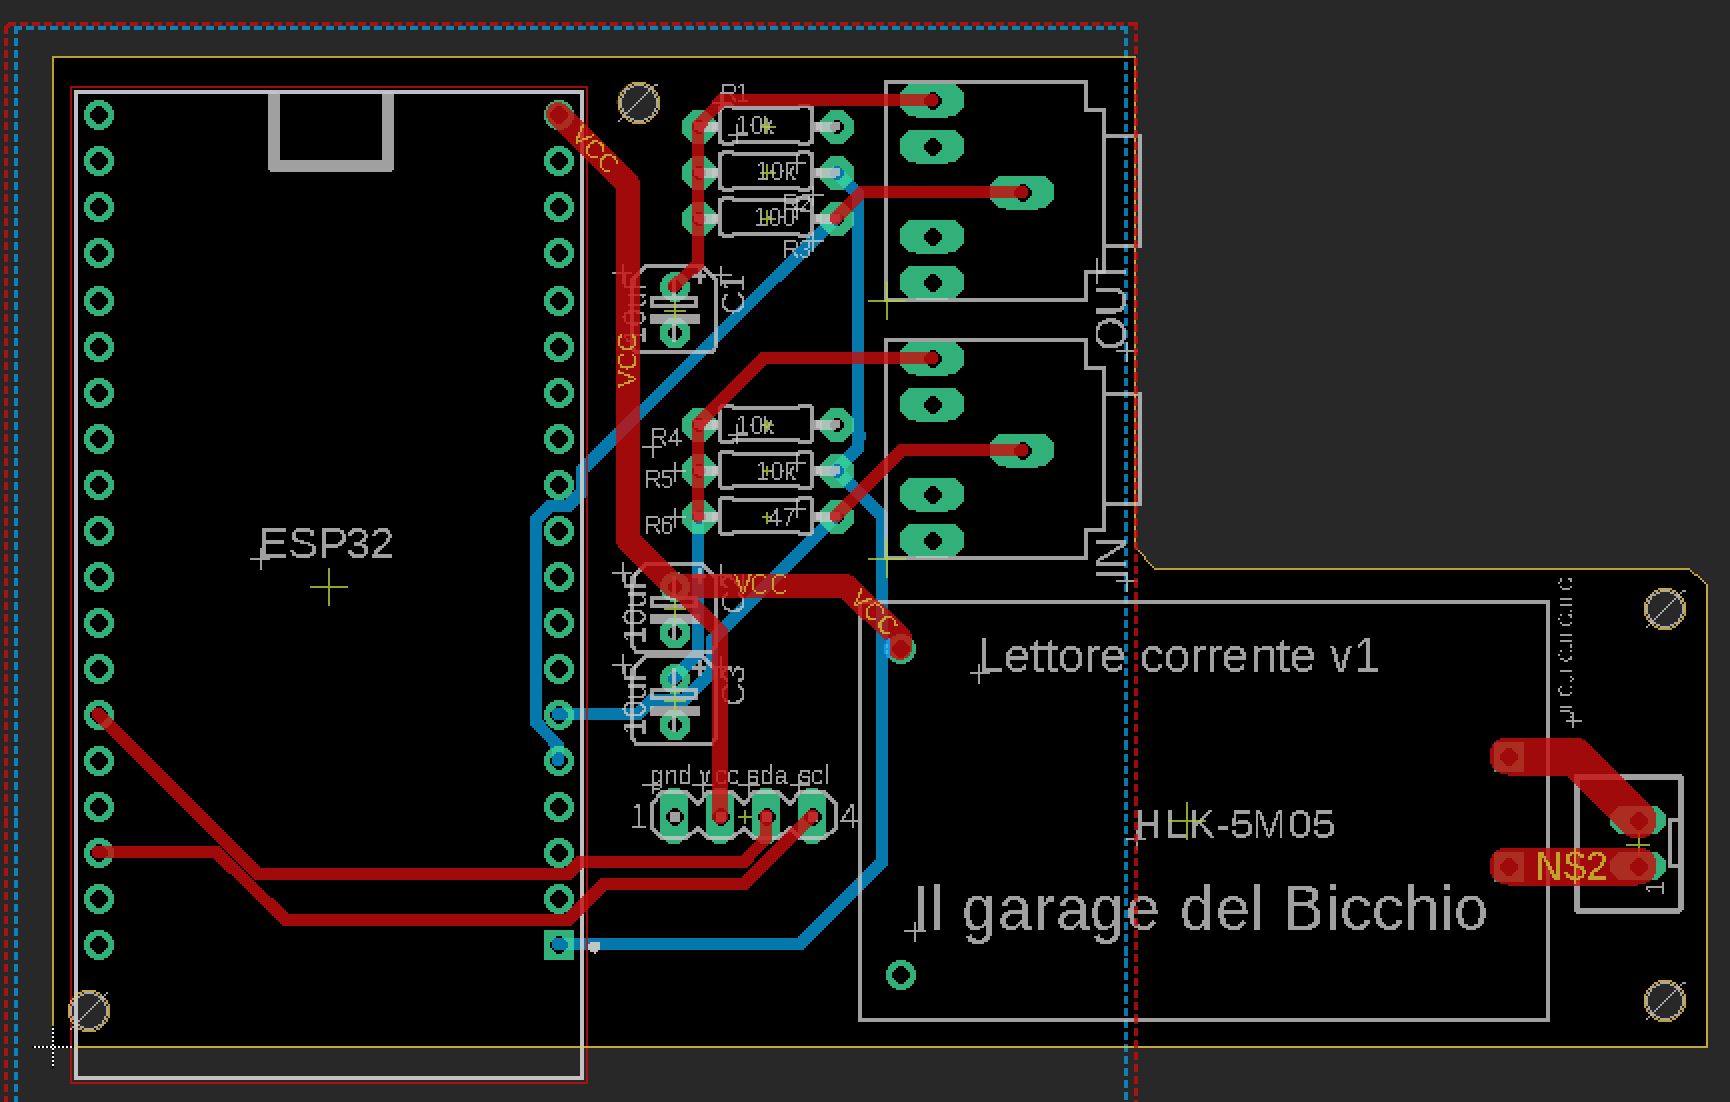 R1
10k
VCC
10k
R2
100
R3
10uf
C1
OUT
VCC
10k
R4
10k
R5
47
R6
ESP32
IN
VCC
VCC
10uf
Lettore corrente v1
10uf
C3
gnd vcc sda scl
1
4
HLK-5M05
N$2
1
Il garage del Bicchio